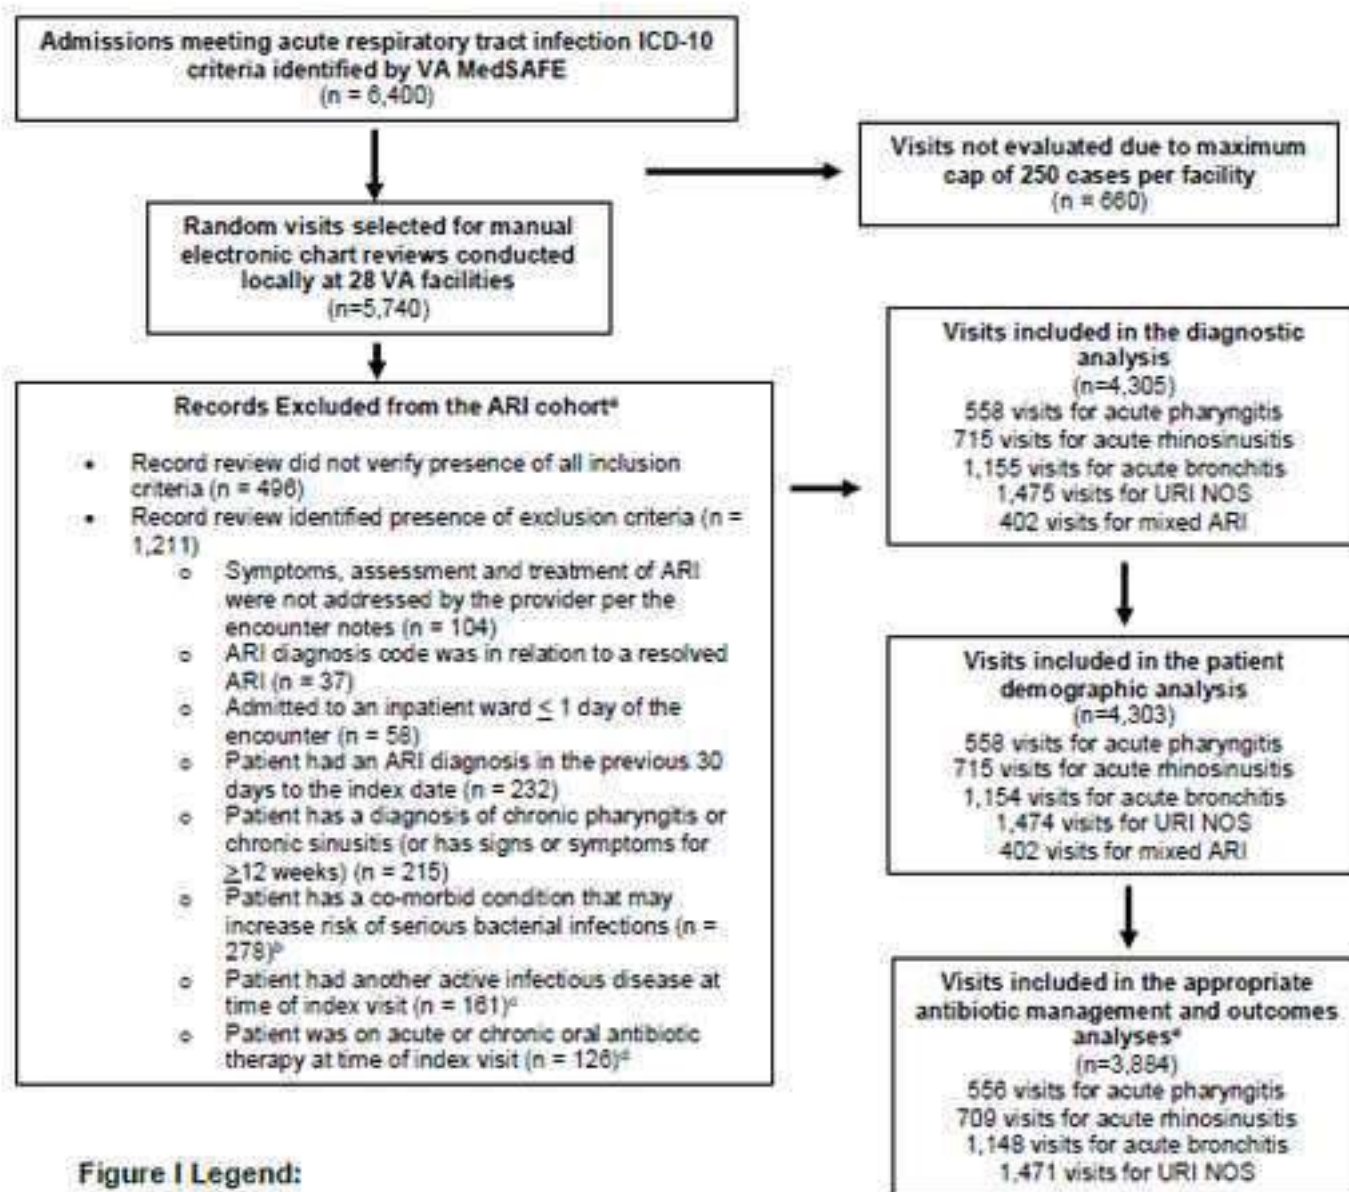 Admissions meeting acute respiratory tract infection ICD-10
criteria identified by VA MedSAFE
(n = 6,400)
Visits not evaluated due to maximum
cap of 250 cases per facility
(n = 660)
Random visits selected for manual
electronic chart reviews conducted
locally at 28 VA facilities
(n=5,740)
Records Excluded from the ARI cohortᵃ
• Record review did not verify presence of all inclusion
criteria (n = 496)
• Record review identified presence of exclusion criteria (n =
1,211)
o Symptoms, assessment and treatment of ARI
were not addressed by the provider per the
encounter notes (n = 104)
o ARI diagnosis code was in relation to a resolved
ARI (n = 37)
o Admitted to an inpatient ward ≤ 1 day of the
encounter (n = 58)
o Patient had an ARI diagnosis in the previous 30
days to the index date (n = 232)
o Patient has a diagnosis of chronic pharyngitis or
chronic sinusitis (or has signs or symptoms for
≥12 weeks) (n = 215)
o Patient has a co-morbid condition that may
increase risk of serious bacterial infections (n =
278)ᵇ
o Patient had another active infectious disease at
time of index visit (n = 161)ᶜ
o Patient was on acute or chronic oral antibiotic
therapy at time of index visit (n = 126)ᵈ
Visits included in the diagnostic
analysis
(n=4,305)
558 visits for acute pharyngitis
715 visits for acute rhinosinusitis
1,155 visits for acute bronchitis
1,475 visits for URI NOS
402 visits for mixed ARI
Visits included in the patient
demographic analysis
(n=4,303)
558 visits for acute pharyngitis
715 visits for acute rhinosinusitis
1,154 visits for acute bronchitis
1,474 visits for URI NOS
402 visits for mixed ARI
Visits included in the appropriate
antibiotic management and outcomes
analysesᵉ
(n=3,884)
556 visits for acute pharyngitis
709 visits for acute rhinosinusitis
1,148 visits for acute bronchitis
1,471 visits for URI NOS
Figure I Legend: